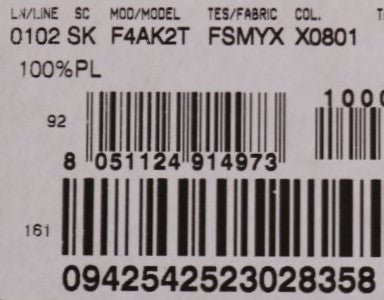 LN/LINE SC MOD/MODEL TES/FABRIC COL. T
0102 SK F4AK2T FSMYX X0801
100%PL
1000
92
8 051124 914973
161
0942542523028358